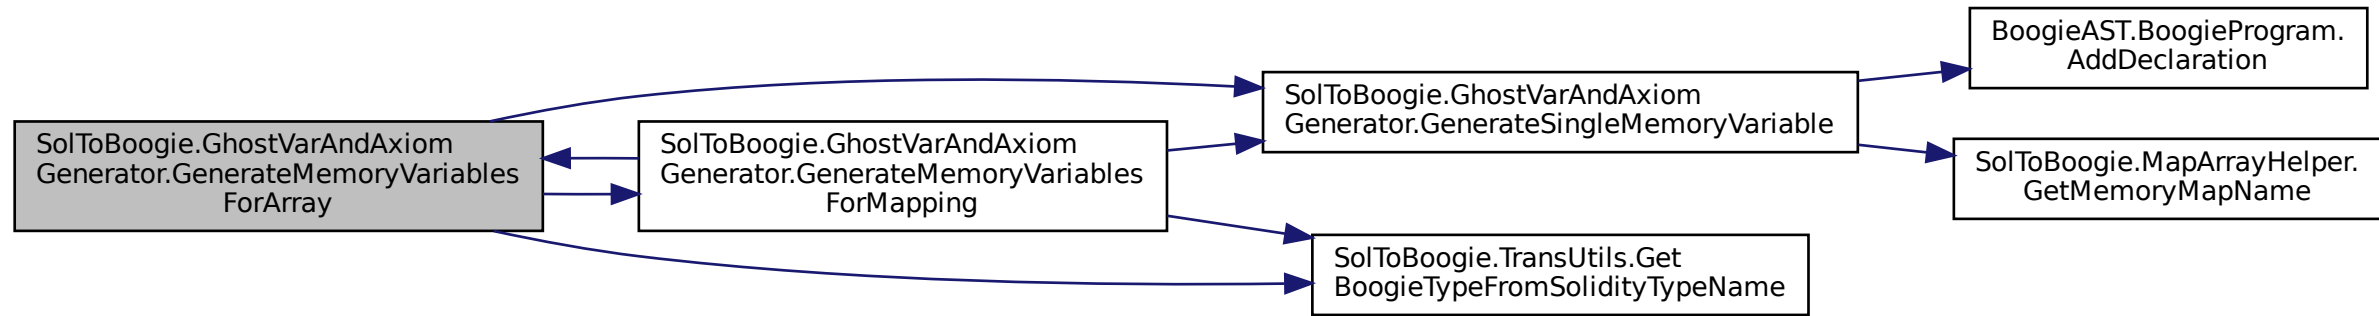 SolToBoogie.GhostVarAndAxiom
Generator.GenerateMemoryVariables
ForArray
SolToBoogie.GhostVarAndAxiom
Generator.GenerateMemoryVariables
ForMapping
SolToBoogie.GhostVarAndAxiom
Generator.GenerateSingleMemoryVariable
SolToBoogie.TransUtils.Get
BoogieTypeFromSolidityTypeName
BoogieAST.BoogieProgram.
AddDeclaration
SolToBoogie.MapArrayHelper.
GetMemoryMapName